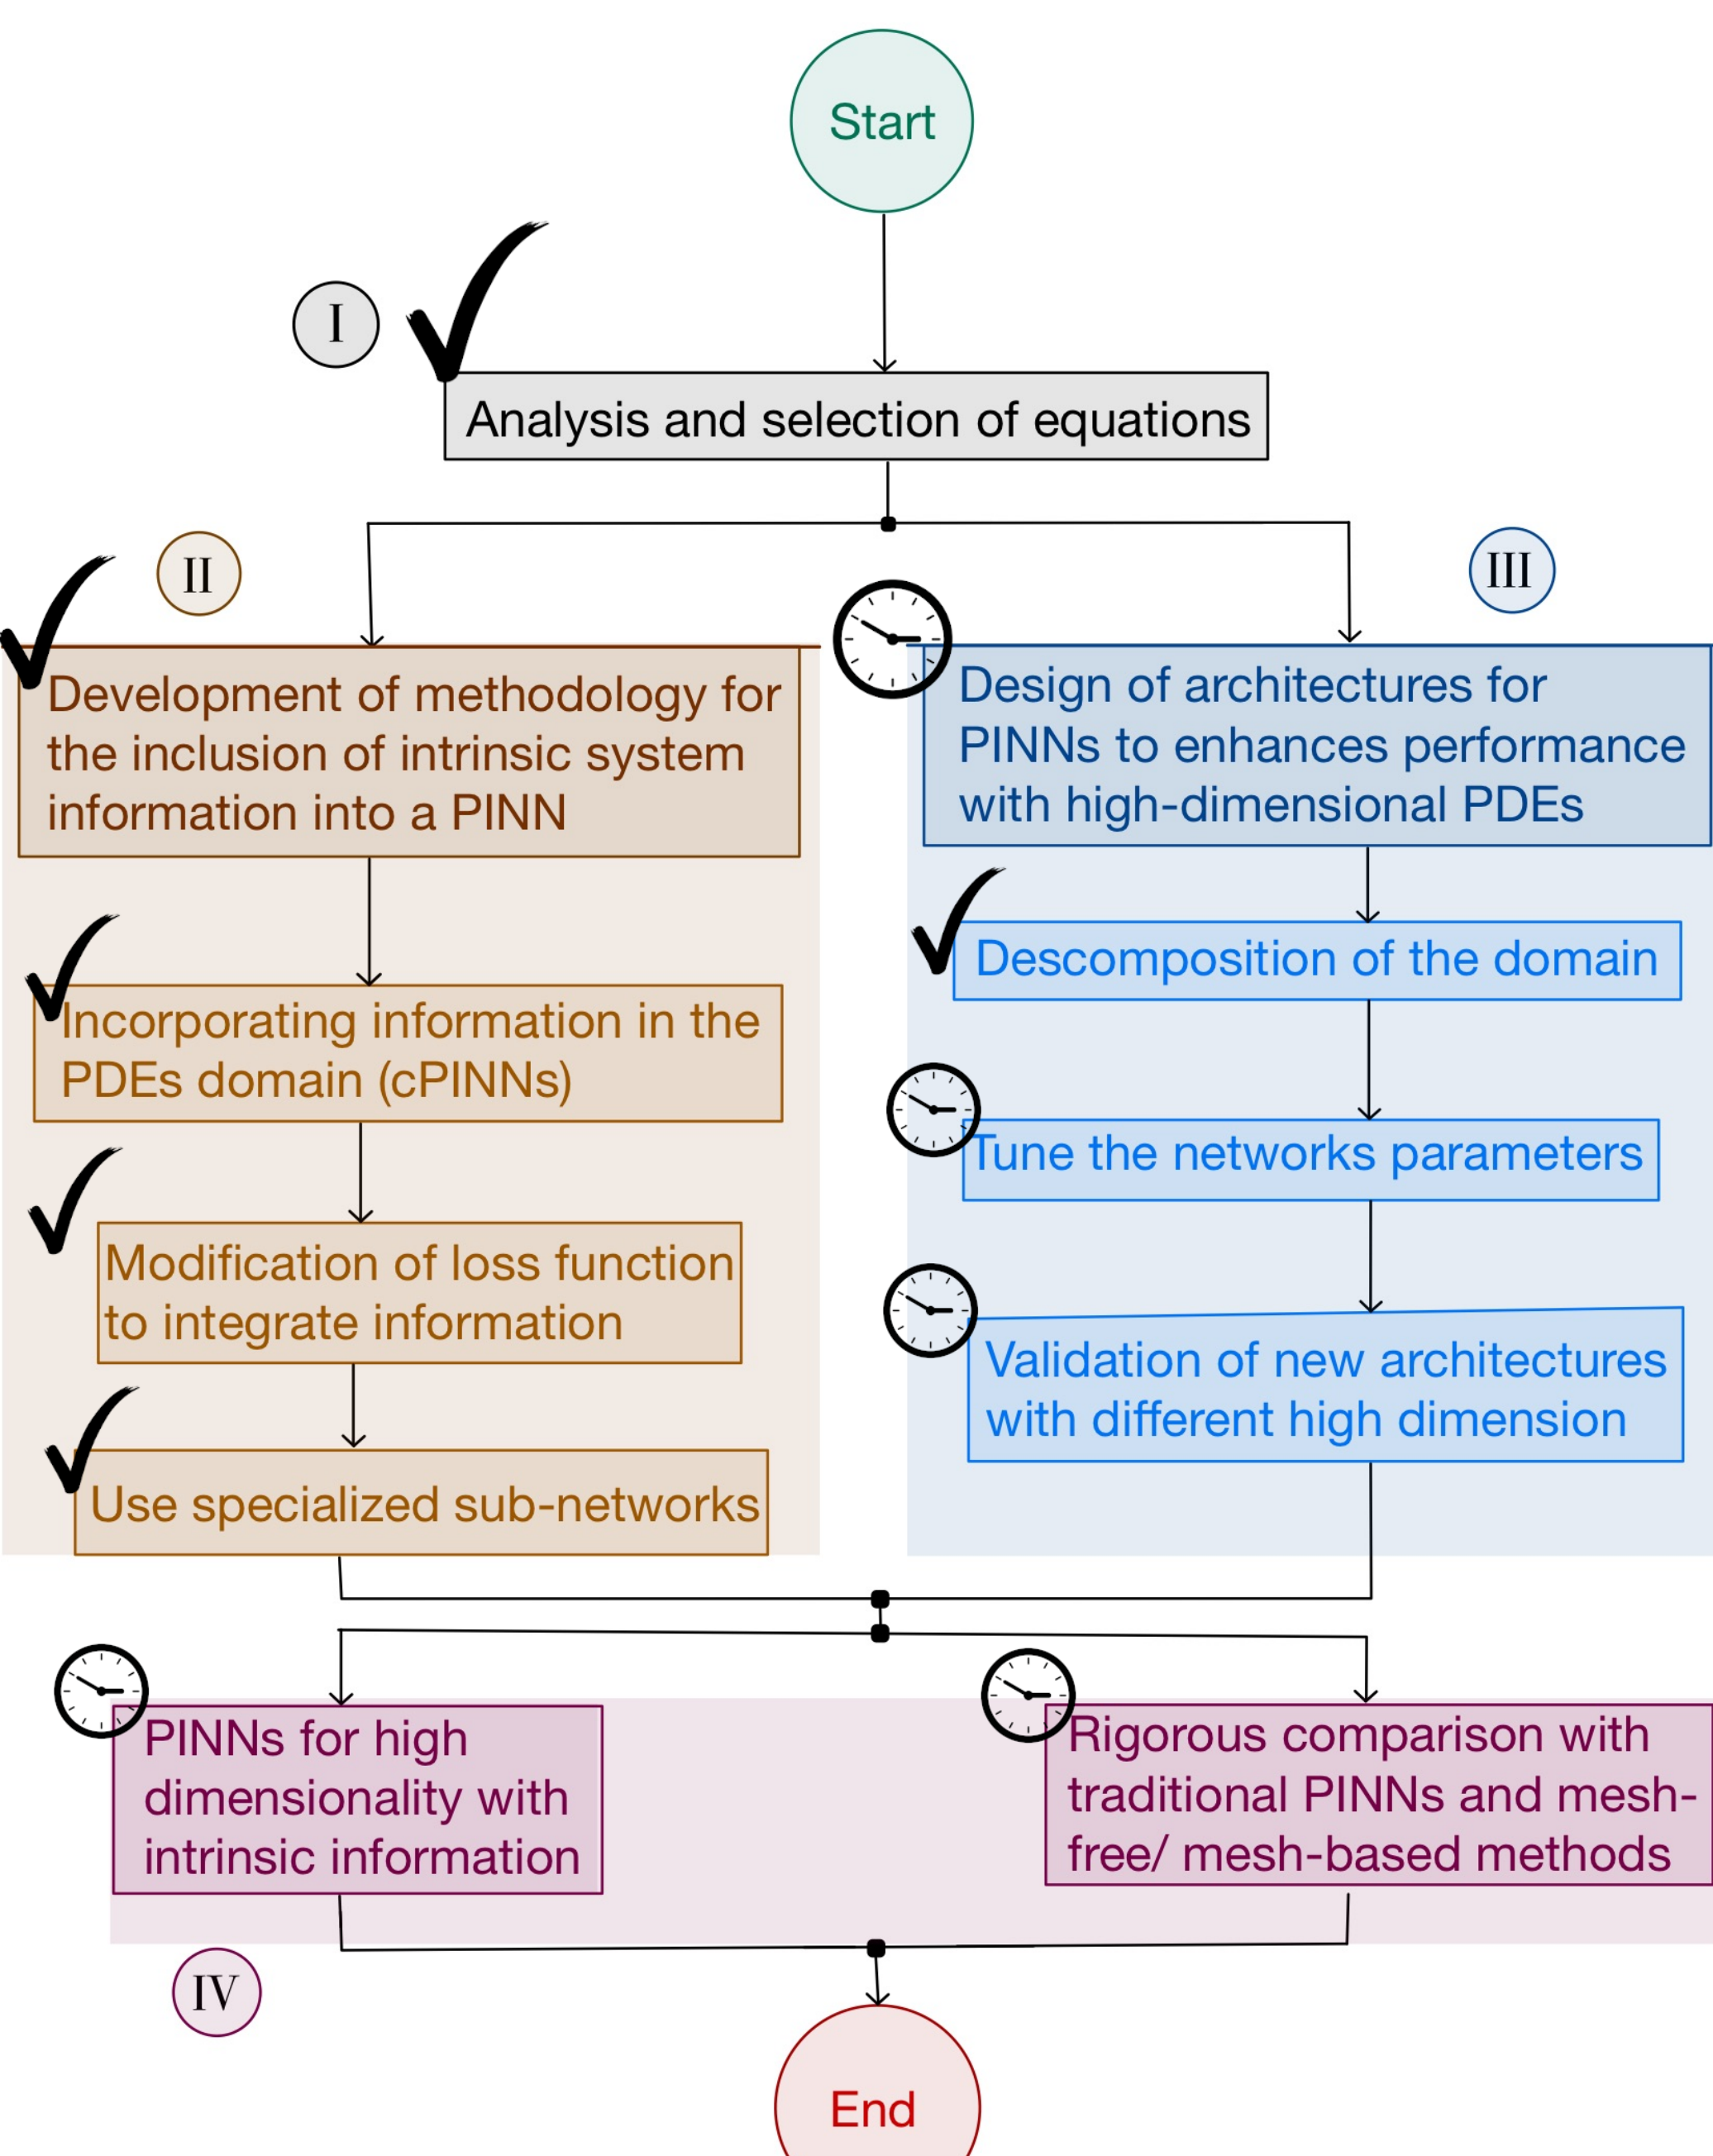 Start
I
Analysis and selection of equations
II
Development of methodology for
the inclusion of intrinsic system
information into a PINN
Incorporating information in the
PDEs domain (cPINNs)
Modification of loss function
to integrate information
Use specialized sub-networks
III
Design of architectures for
PINNs to enhances performance
with high-dimensional PDEs
Descomposition of the domain
Tune the networks parameters
Validation of new architectures
with different high dimension
PINNs for high
dimensionality with
intrinsic information
Rigorous comparison with
traditional PINNs and mesh-
free/ mesh-based methods
IV
End